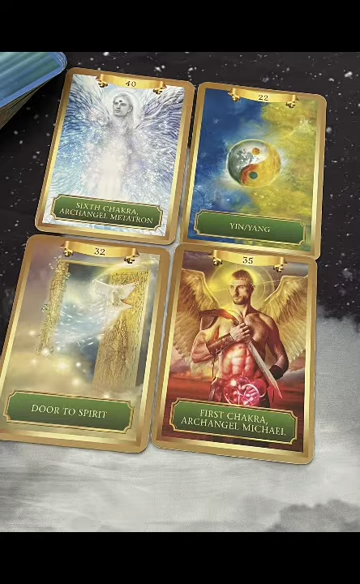 40
SIXTH CHAKRA,
ARCHANGEL METATRON
22
YIN/YANG
32
DOOR TO SPIRIT
35
FIRST CHAKRA,
ARCHANGEL MICHAEL